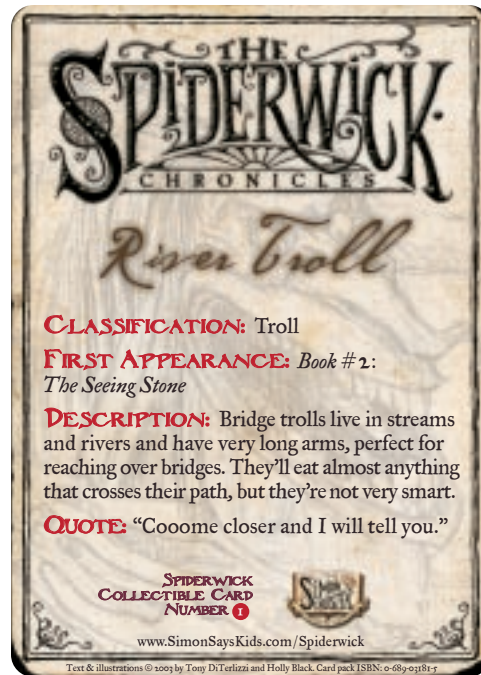 THE
SPIDERWICK
CHRONICLES
River Troll
CLASSIFICATION: Troll
FIRST APPEARANCE: Book #2:
The Seeing Stone
DESCRIPTION: Bridge trolls live in streams
and rivers and have very long arms, perfect for
reaching over bridges. They'll eat almost anything
that crosses their path, but they're not very smart.
QUOTE: “Cooome closer and I will tell you.”
SPIDERWICK
COLLECTIBLE CARD
NUMBER 1
www.SimonSaysKids.com/Spiderwick
Text & illustrations © 2003 by Tony DiTerlizzi and Holly Black. Card pack ISBN: 0-689-03181-5